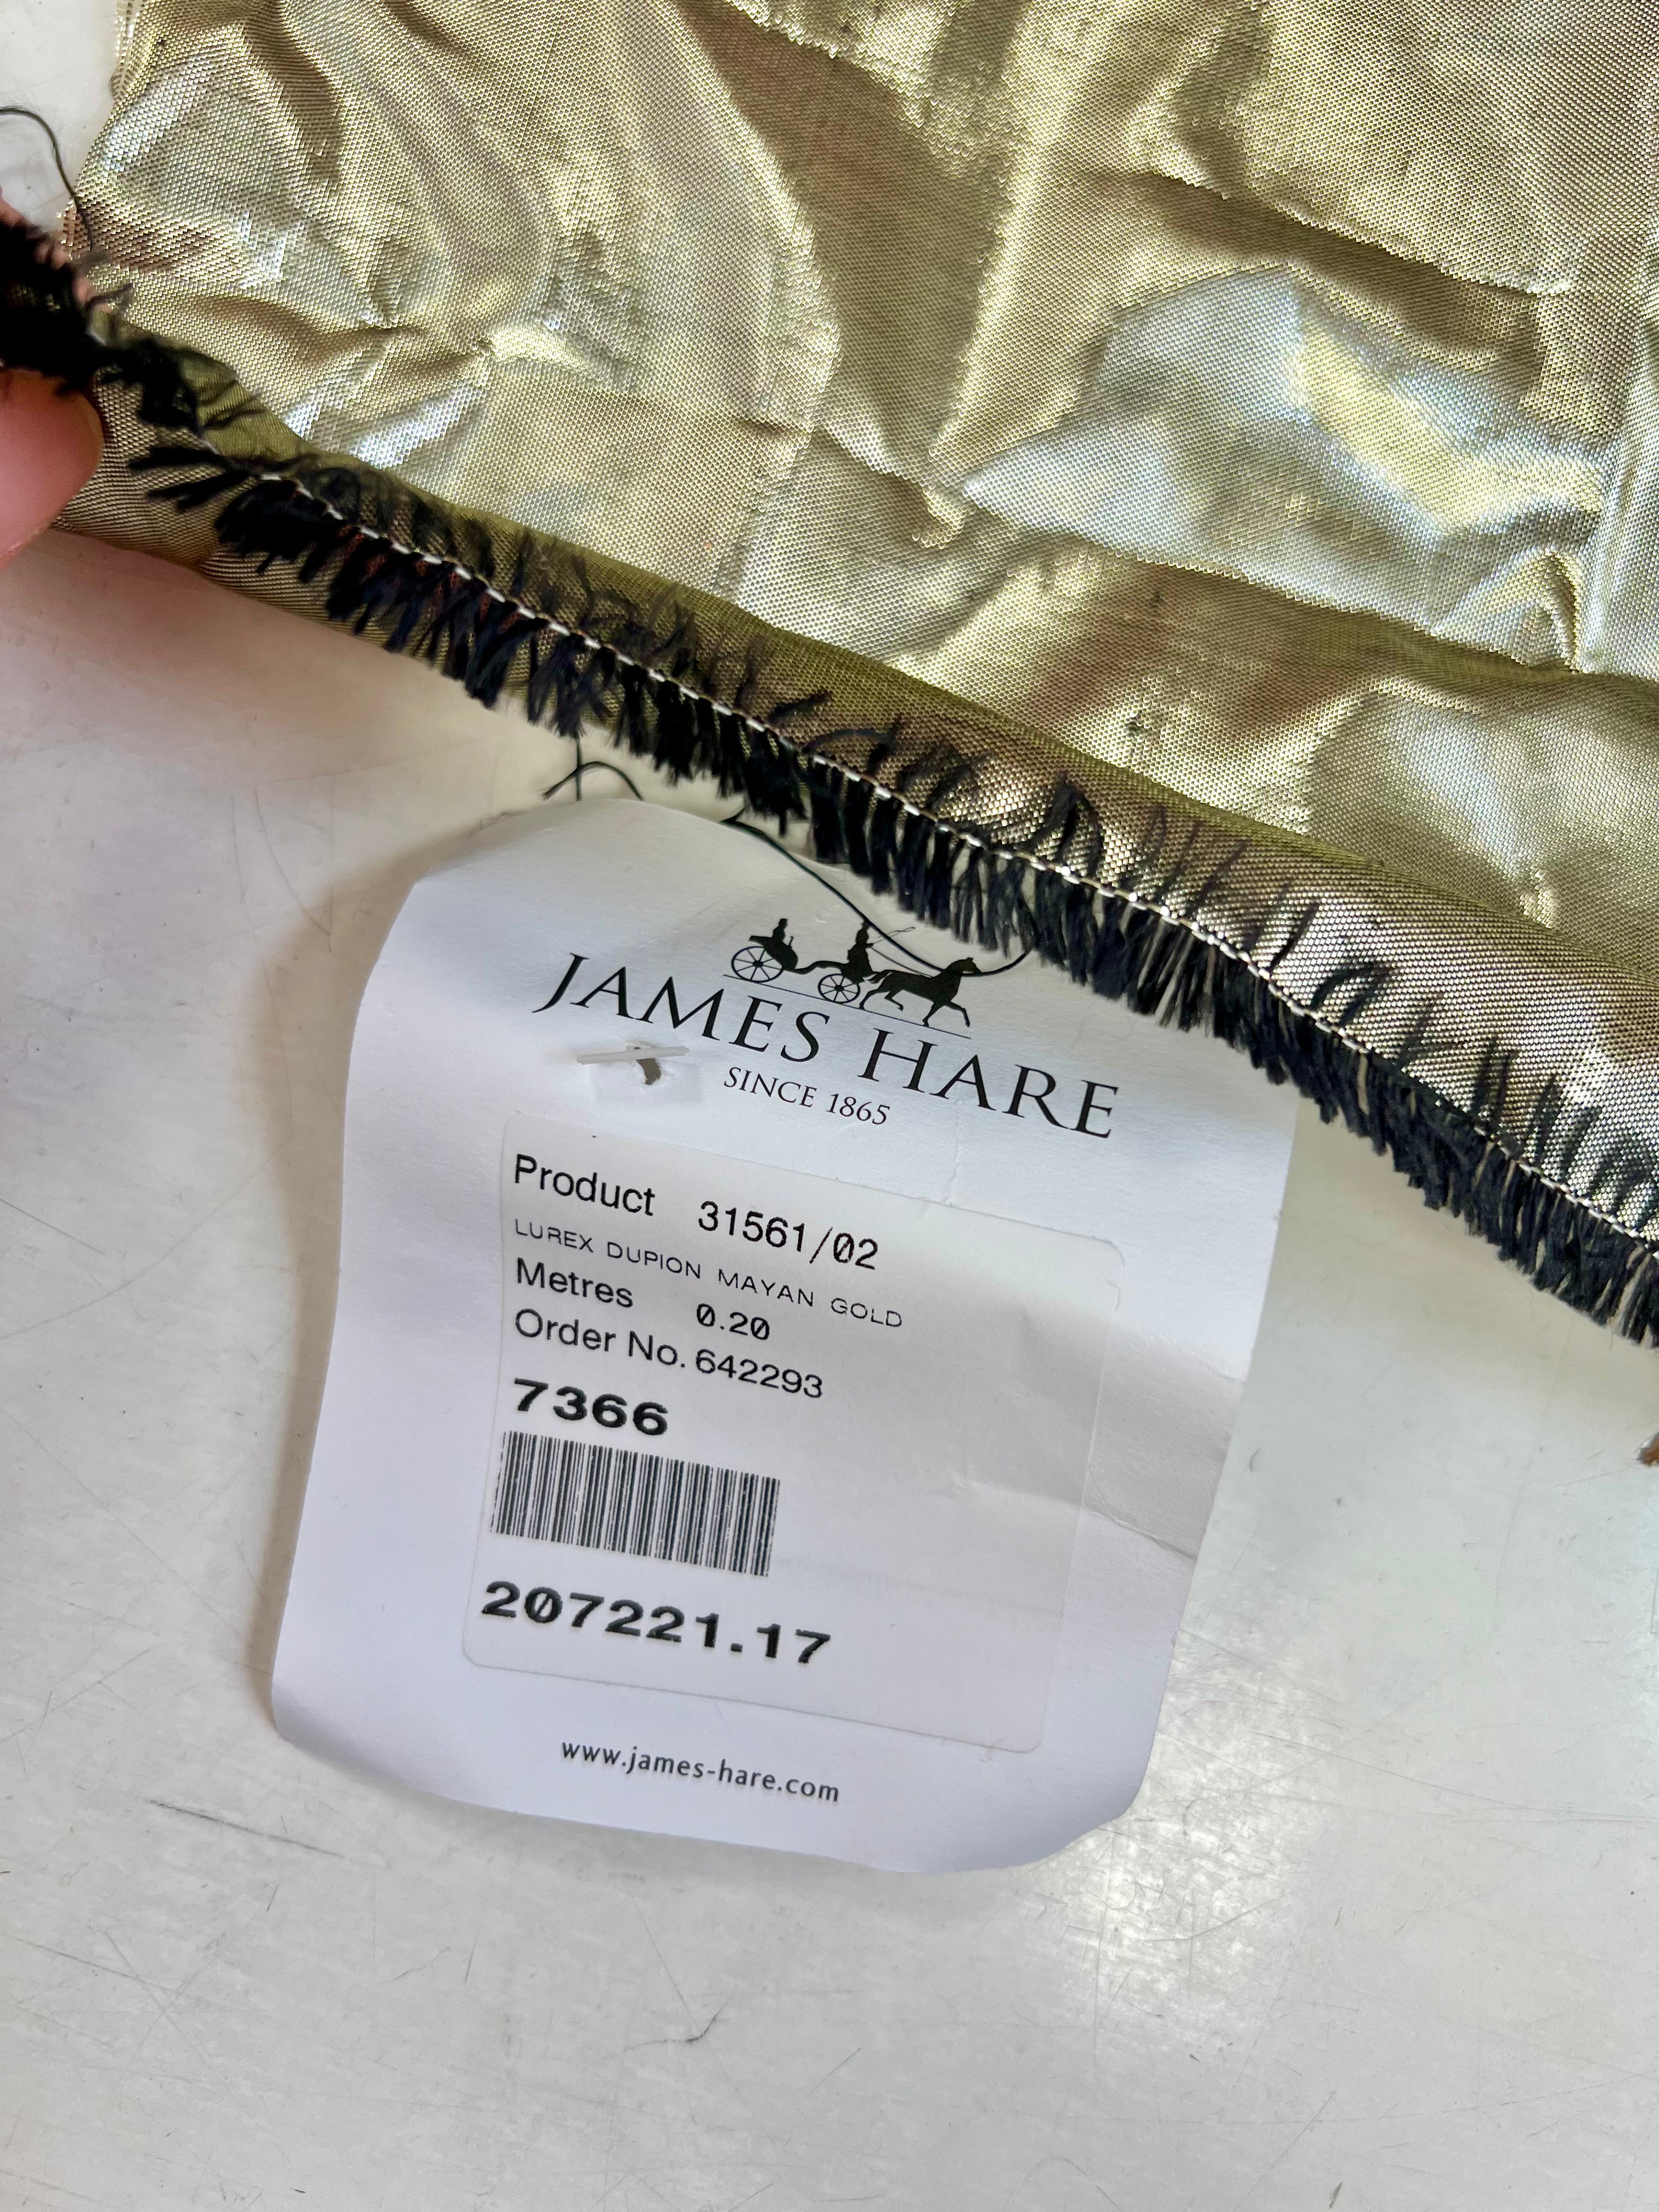 JAMES HARE
SINCE 1865
Product 31561/02
LUREX DUPION MAYAN GOLD
Metres 0.20
Order No. 642293
7366
207221.17
www.james-hare.com